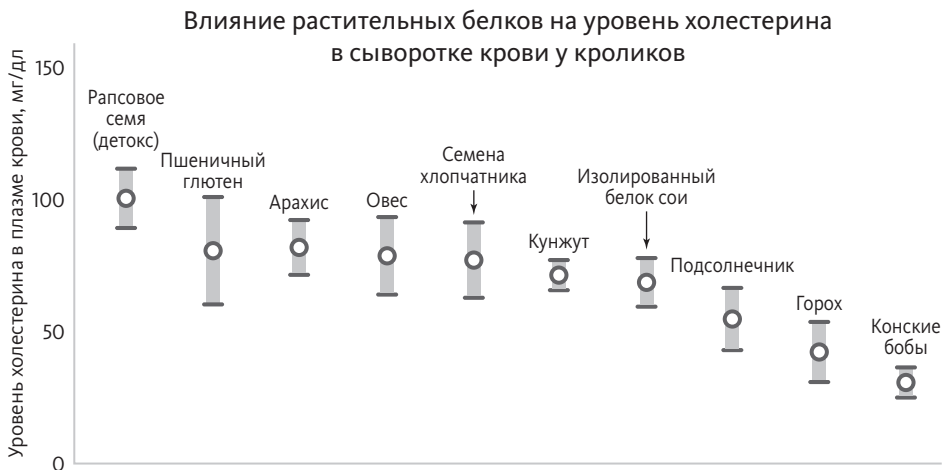 Влияние растительных белков на уровень холестерина
в сыворотке крови у кроликов
Уровень холестерина в плазме крови, мг/дл
150
100
50
0
Рапсовое
семя
(детокс)
Пшеничный
глютен
Арахис
Овес
Семена
хлопчатника
Кунжут
Изолированный
белок сои
Подсолнечник
Горох
Конские
бобы